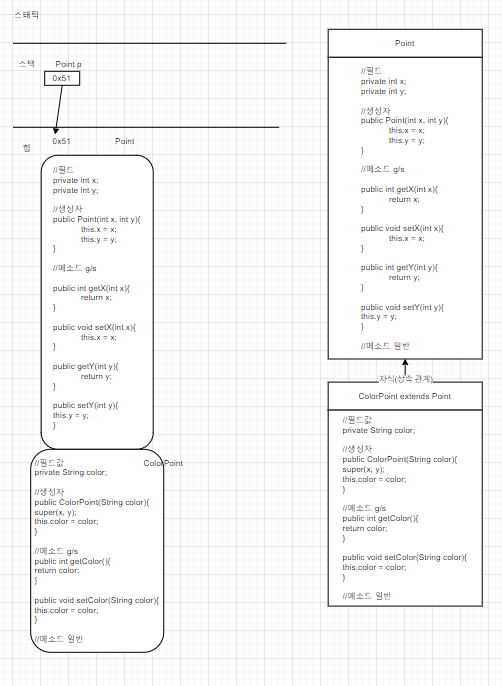 스태틱
스택 Point p
0x51
힙 0x51 Point
//필드
private int x;
private int y;
//생성자
public Point(int x, int y){
this.x = x;
this.y = y;
}
//메소드 g/s
public int getX(int x){
return x;
}
public void setX(int x){
this.x = x;
}
public getY(int y){
return y;
}
public setY(int y){
this.y = y;
}
//필드값 ColorPoint
private String color;
//생성자
public ColorPoint(String color){
super(x, y);
this.color = color;
}
//메소드 g/s
public int getColor(){
return color;
}
public void setColor(String color){
this.color = color;
}
//메소드 일반
Point
//필드
private int x;
private int y;
//생성자
public Point(int x, int y){
this.x = x;
this.y = y;
}
//메소드 g/s
public int getX(int x){
return x;
}
public void setX(int x){
this.x = x;
}
public int getY(int y){
return y;
}
public void setY(int y){
this.y = y;
}
//메소드 일반
자식(상속 관계)
ColorPoint extends Point
//필드값
private String color;
//생성자
public ColorPoint(String color){
super(x, y);
this.color = color;
}
//메소드 g/s
public int getColor(){
return color;
}
public void setColor(String color){
this.color = color;
}
//메소드 일반